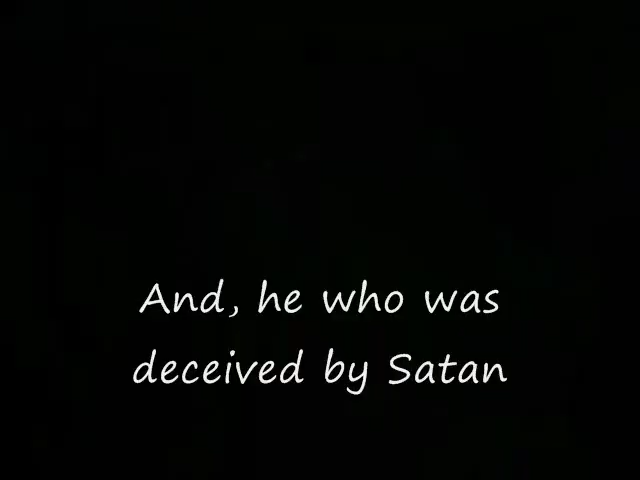 And, he who was
deceived by Satan